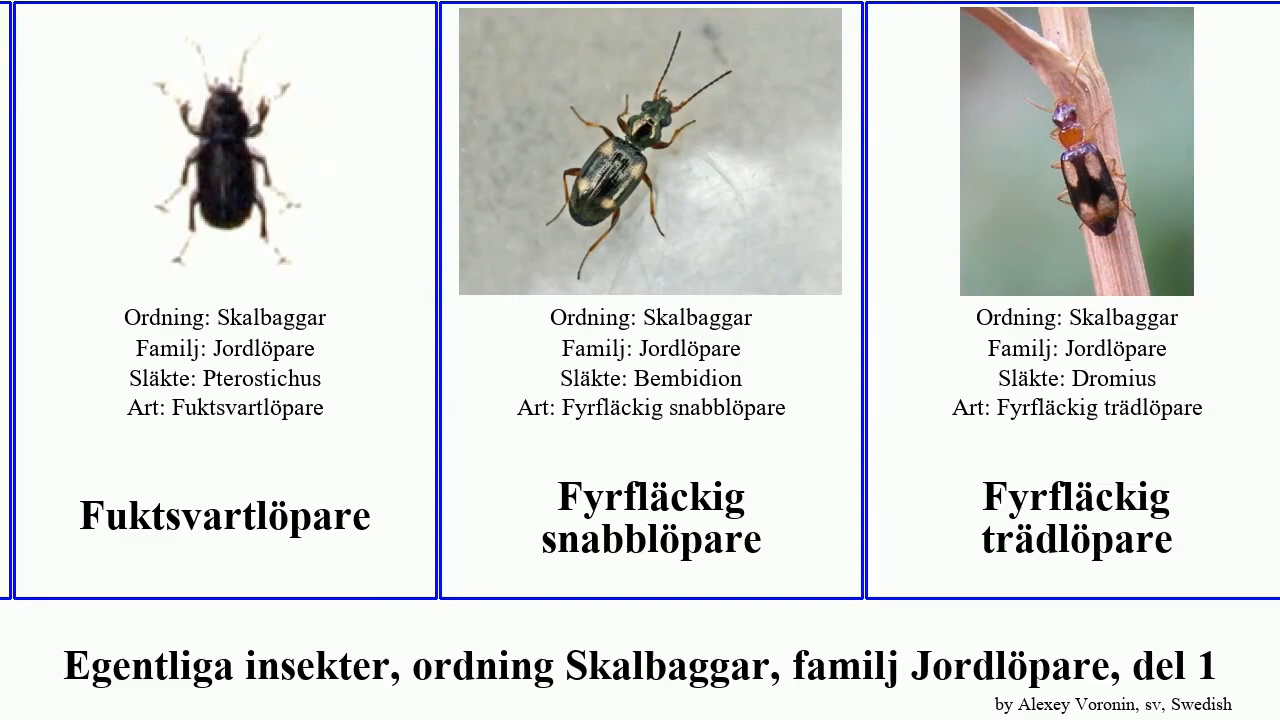 Ordning: Skalbaggar
Familj: Jordlöpare
Släkte: Pterostichus
Art: Fuktsvartlöpare
Fuktsvartlöpare
Ordning: Skalbaggar
Familj: Jordlöpare
Släkte: Bembidion
Art: Fyrfläckig snabblöpare
Fyrfläckig
snabblöpare
Ordning: Skalbaggar
Familj: Jordlöpare
Släkte: Dromius
Art: Fyrfläckig trädlöpare
Fyrfläckig
trädlöpare
Egentliga insekter, ordning Skalbaggar, familj Jordlöpare, del 1
by Alexey Voronin, sv, Swedish